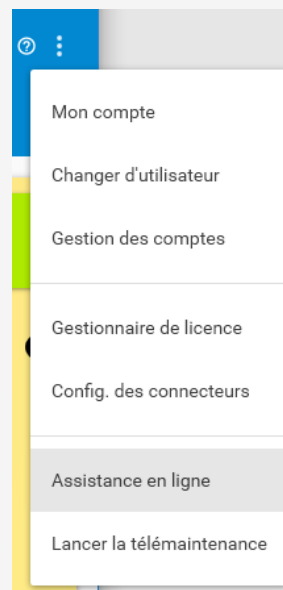 Mon compte
Changer d'utilisateur
Gestion des comptes
Gestionnaire de licence
Config. des connecteurs
Assistance en ligne
Lancer la télémaintenance